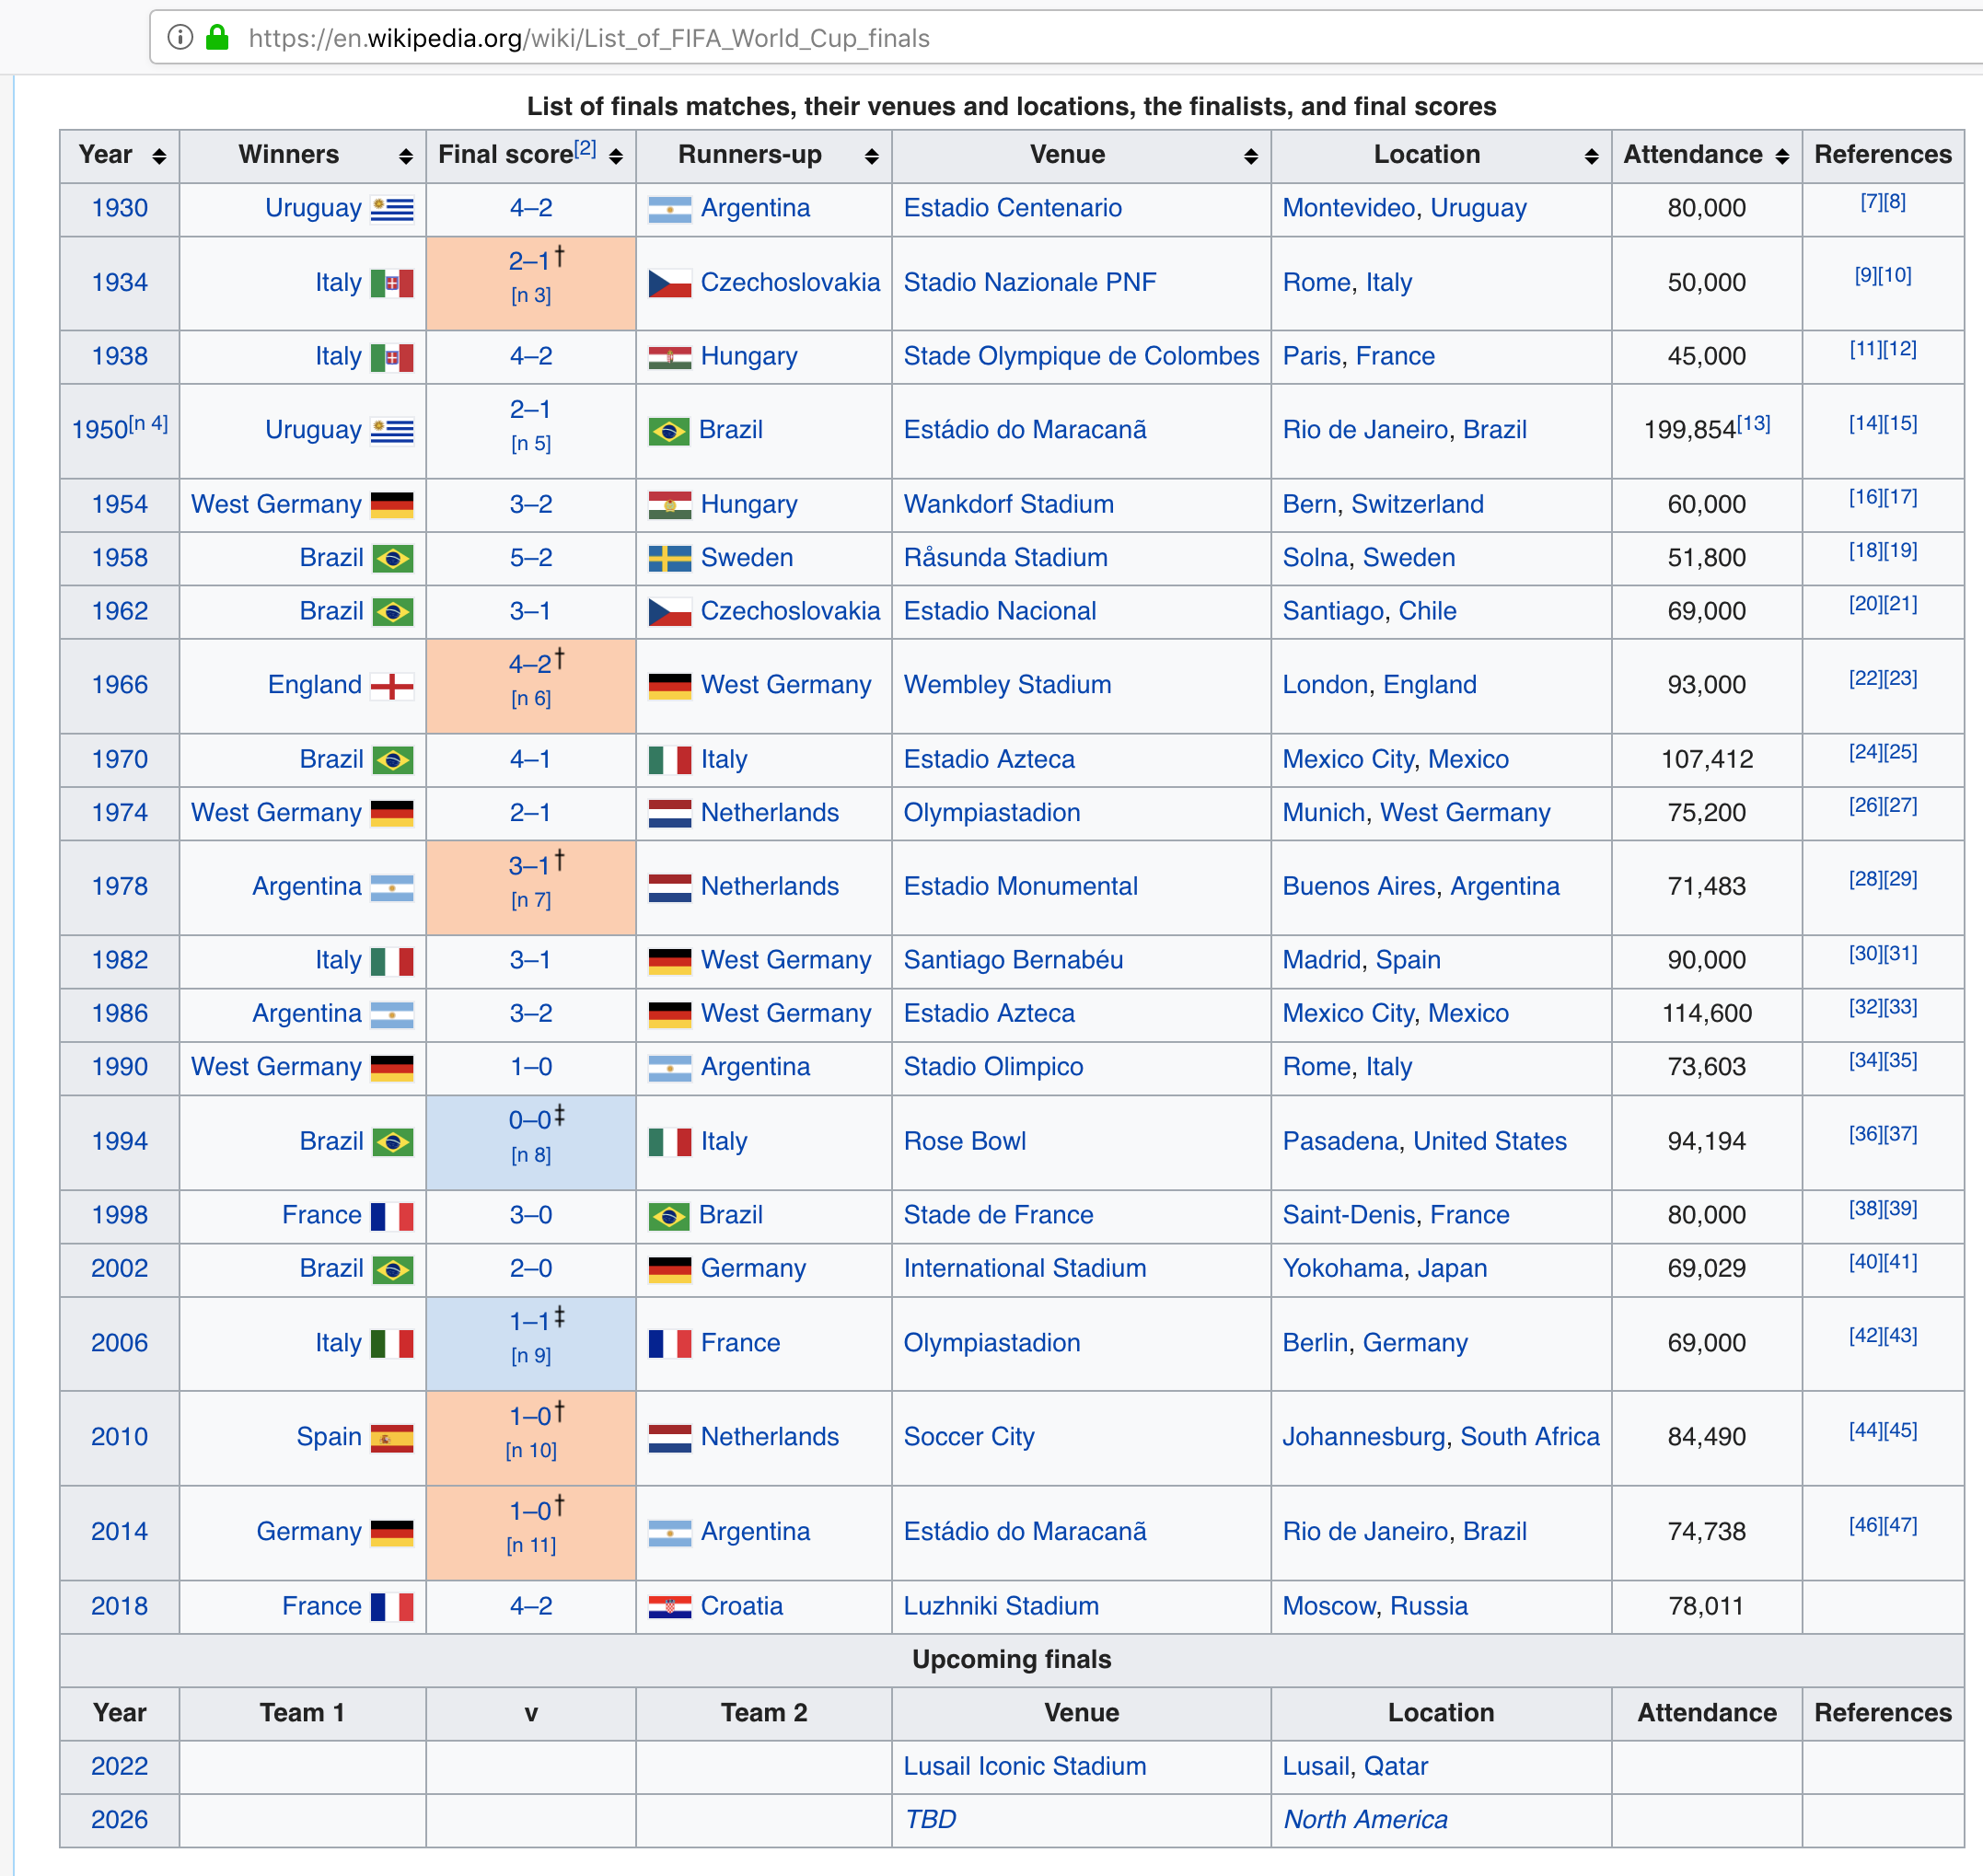 https://en.wikipedia.org/wiki/List_of_FIFA_World_Cup_finals
List of finals matches, their venues and locations, the finalists, and final scores
Year Winners Final score[2] Runners-up Venue Location Attendance References
1930 Uruguay 4–2 Argentina Estadio Centenario Montevideo, Uruguay 80,000 [7][8]
1934 Italy 2–1† [n 3] Czechoslovakia Stadio Nazionale PNF Rome, Italy 50,000 [9][10]
1938 Italy 4–2 Hungary Stade Olympique de Colombes Paris, France 45,000 [11][12]
1950[n 4] Uruguay 2–1 [n 5] Brazil Estádio do Maracanã Rio de Janeiro, Brazil 199,854[13] [14][15]
1954 West Germany 3–2 Hungary Wankdorf Stadium Bern, Switzerland 60,000 [16][17]
1958 Brazil 5–2 Sweden Råsunda Stadium Solna, Sweden 51,800 [18][19]
1962 Brazil 3–1 Czechoslovakia Estadio Nacional Santiago, Chile 69,000 [20][21]
1966 England 4–2† [n 6] West Germany Wembley Stadium London, England 93,000 [22][23]
1970 Brazil 4–1 Italy Estadio Azteca Mexico City, Mexico 107,412 [24][25]
1974 West Germany 2–1 Netherlands Olympiastadion Munich, West Germany 75,200 [26][27]
1978 Argentina 3–1† [n 7] Netherlands Estadio Monumental Buenos Aires, Argentina 71,483 [28][29]
1982 Italy 3–1 West Germany Santiago Bernabéu Madrid, Spain 90,000 [30][31]
1986 Argentina 3–2 West Germany Estadio Azteca Mexico City, Mexico 114,600 [32][33]
1990 West Germany 1–0 Argentina Stadio Olimpico Rome, Italy 73,603 [34][35]
1994 Brazil 0–0‡ [n 8] Italy Rose Bowl Pasadena, United States 94,194 [36][37]
1998 France 3–0 Brazil Stade de France Saint-Denis, France 80,000 [38][39]
2002 Brazil 2–0 Germany International Stadium Yokohama, Japan 69,029 [40][41]
2006 Italy 1–1‡ [n 9] France Olympiastadion Berlin, Germany 69,000 [42][43]
2010 Spain 1–0† [n 10] Netherlands Soccer City Johannesburg, South Africa 84,490 [44][45]
2014 Germany 1–0† [n 11] Argentina Estádio do Maracanã Rio de Janeiro, Brazil 74,738 [46][47]
2018 France 4–2 Croatia Luzhniki Stadium Moscow, Russia 78,011
Upcoming finals
Year Team 1 v Team 2 Venue Location Attendance References
2022 Lusail Iconic Stadium Lusail, Qatar
2026 TBD North America